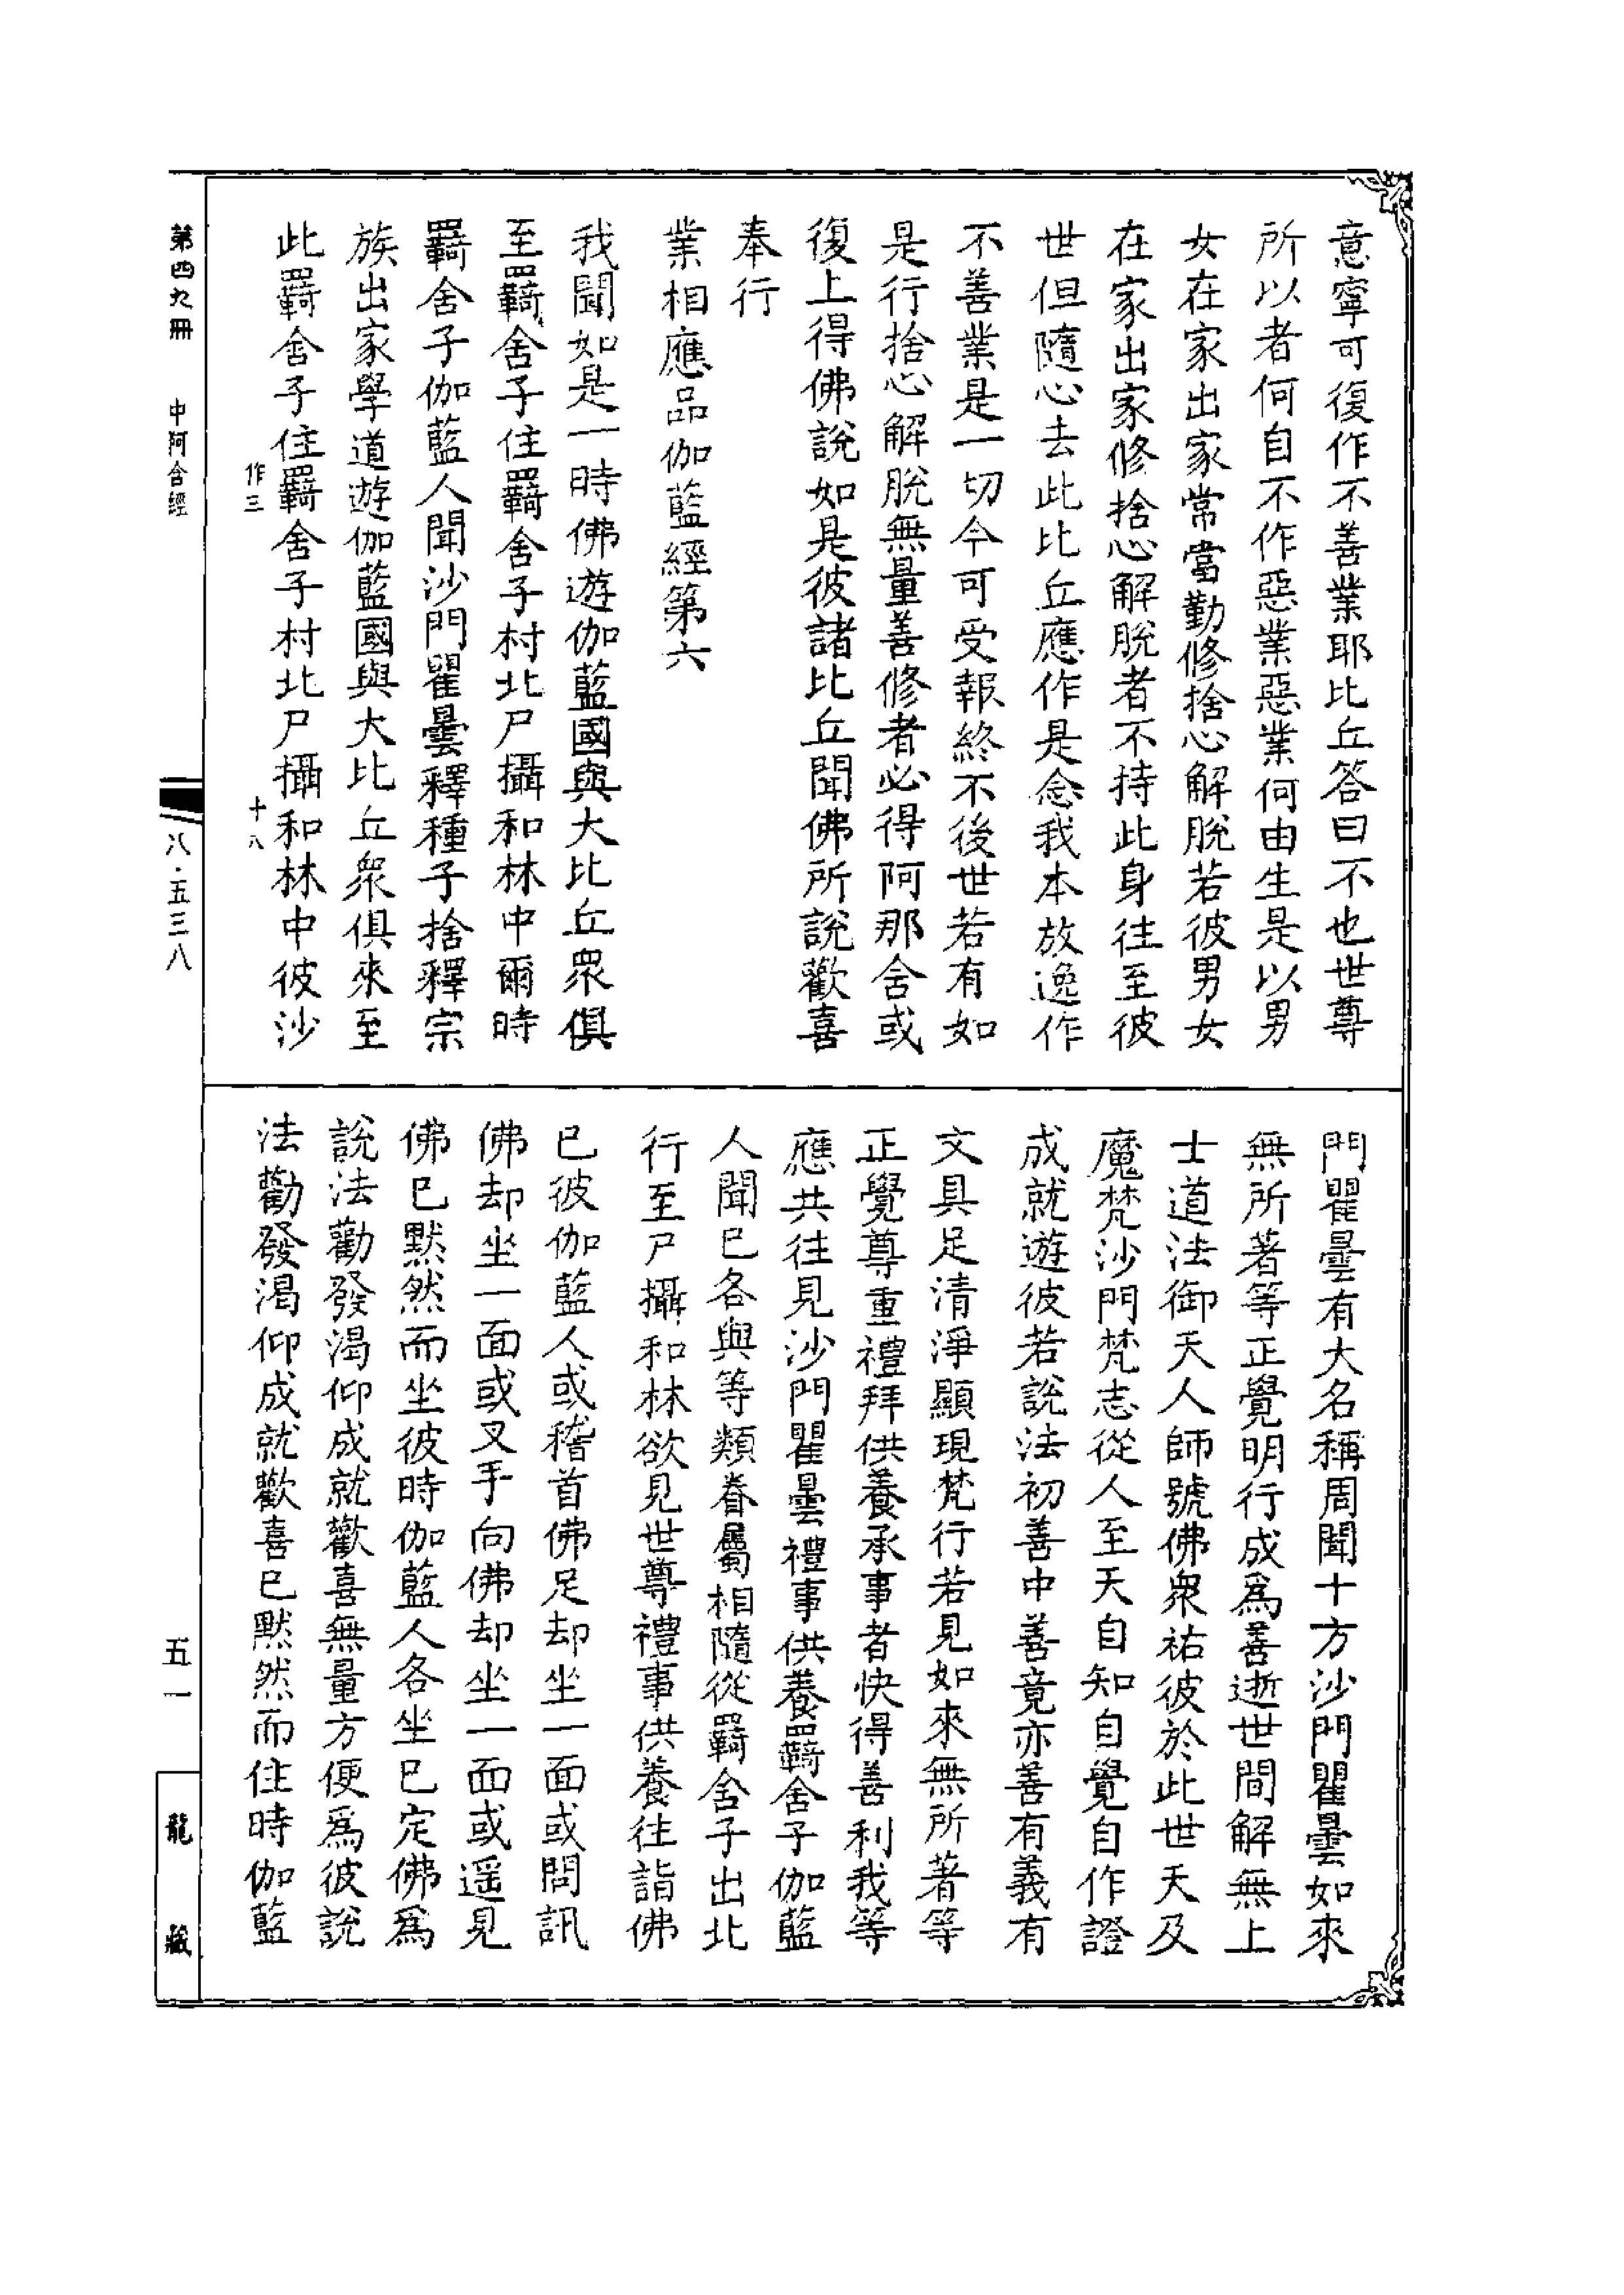 意寧可復作不善業耶比丘答曰不也世尊
所以者何自不作惡業惡業何由生是以男
女在家出家常當勤修捨心解脫若彼男女
在家出家修捨心解脫者不持此身往至彼
世但隨心去此比丘應作是念我本放逸作
不善業是一切今可受報終不後世若有如
是行捨心解脫無量善修者必得阿那含或
復上得佛說如是彼諸比丘聞佛所說歡喜
奉行
業相應品伽藍經第六
我聞如是一時佛遊伽藍國與大比丘衆俱
至羇舍子住羇舍子村北尸攝和林中爾時
羇舍子伽藍人聞沙門瞿曇釋種子捨釋宗
族出家學道遊伽藍國與大比丘衆俱來至
此羇舍子住羇舍子村北尸攝和林中彼沙
作三
十八
門瞿曇有大名稱周聞十方沙門瞿曇如來
無所著等正覺明行成爲善逝世間解無上
士道法御天人師號佛衆祐彼於此世天及
魔梵沙門梵志從人至天自知自覺自作證
成就遊彼若說法初善中善竟亦善有義有
文具足清淨顯現梵行若見如來無所著等
正覺尊重禮拜供養承事者快得善利我等
應共往見沙門瞿曇禮事供養羇舍子伽藍
人聞已各與等類眷屬相隨從羇舍子出北
行至尸攝和林欲見世尊禮事供養往詣佛
已彼伽藍人或稽首佛足却坐一面或問訊
佛却坐一面或叉手向佛却坐一面或遥見
佛已默然而坐彼時伽藍人各坐已定佛爲
說法勸發渴仰成就歡喜無量方便爲彼說
法勸發渴仰成就歡喜已默然而住時伽藍
第四九冊
中阿含經
八·五三八
五一
龍藏